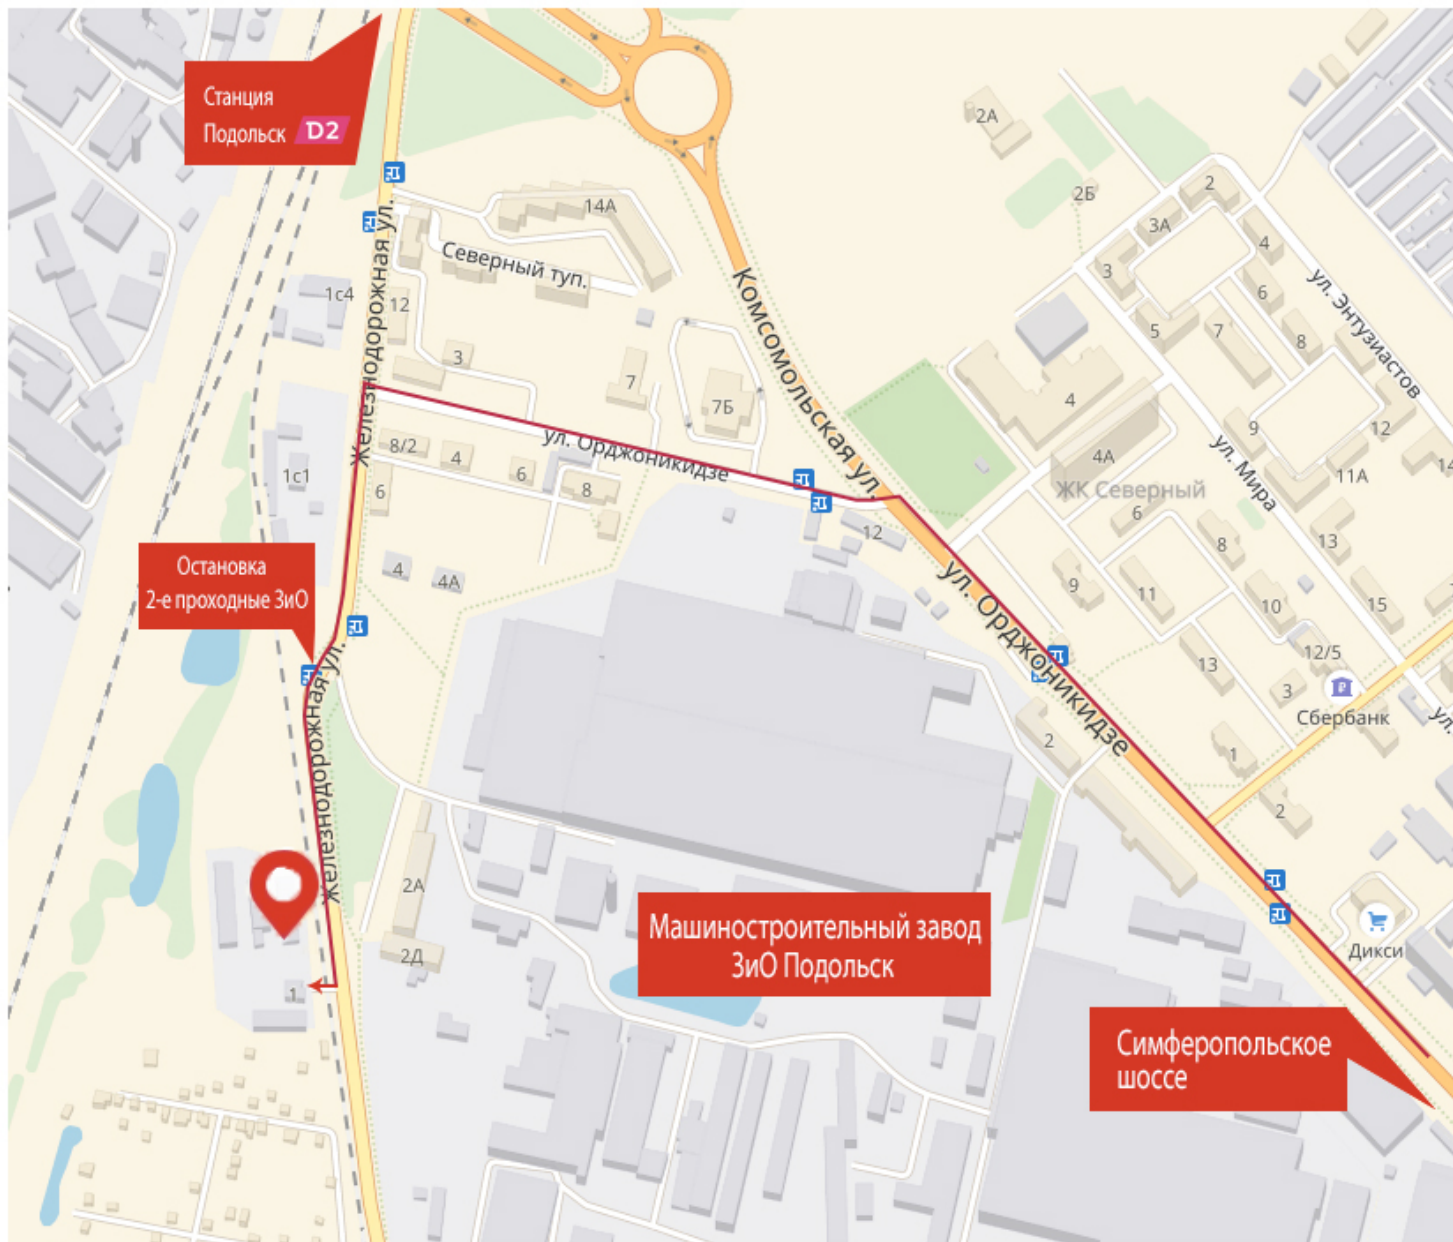 Станция
Подольск D2
14А
2А
2Б
2
3А
4
3
6
5
7
8
ул. Энтузиастов
Железнодорожная ул.
Северный туп.
1с4
12
3
7
7Б
Комсомольская ул.
4
12
9
11А
14
ул. Мира
4А
ЖК Северный
ул. Орджоникидзе
8/2
4
6
8
6
1с1
12
6
8
13
Остановка
2-е проходные ЗиО
4
4А
ул. Орджоникидзе
9
11
10
15
13
12/5
3
Сбербанк
ул.
2
1
2
Железнодорожная ул.
2А
2Д
1
Машиностроительный завод
ЗиО Подольск
Дикси
Симферопольское
шоссе